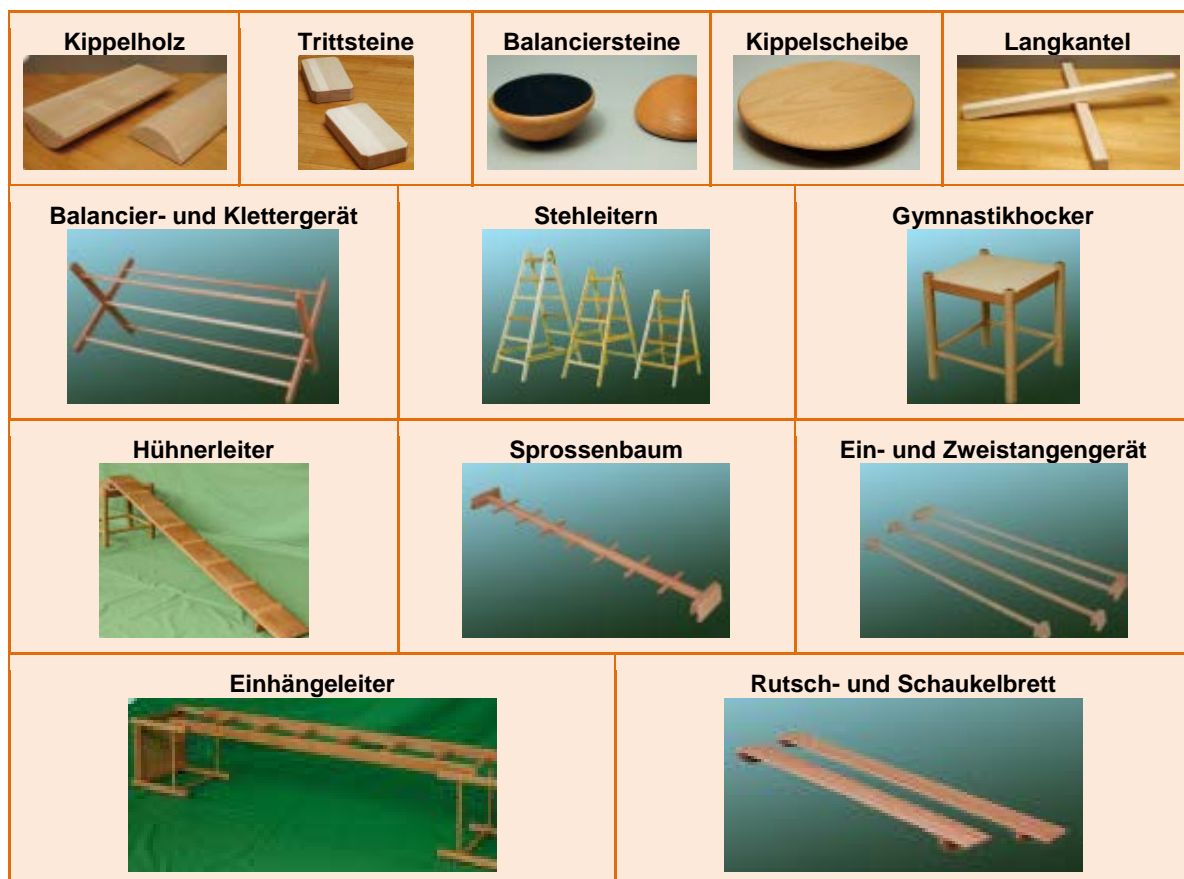 Kippelholz
Trittsteine
Balanciersteine
Kippelscheibe
Langkantel
Balancier- und Klettergerät
Stehleitern
Gymnastikhocker
Hühnerleiter
Sprossenbaum
Ein- und Zweistangengerät
Einhängeleiter
Rutsch- und Schaukelbrett